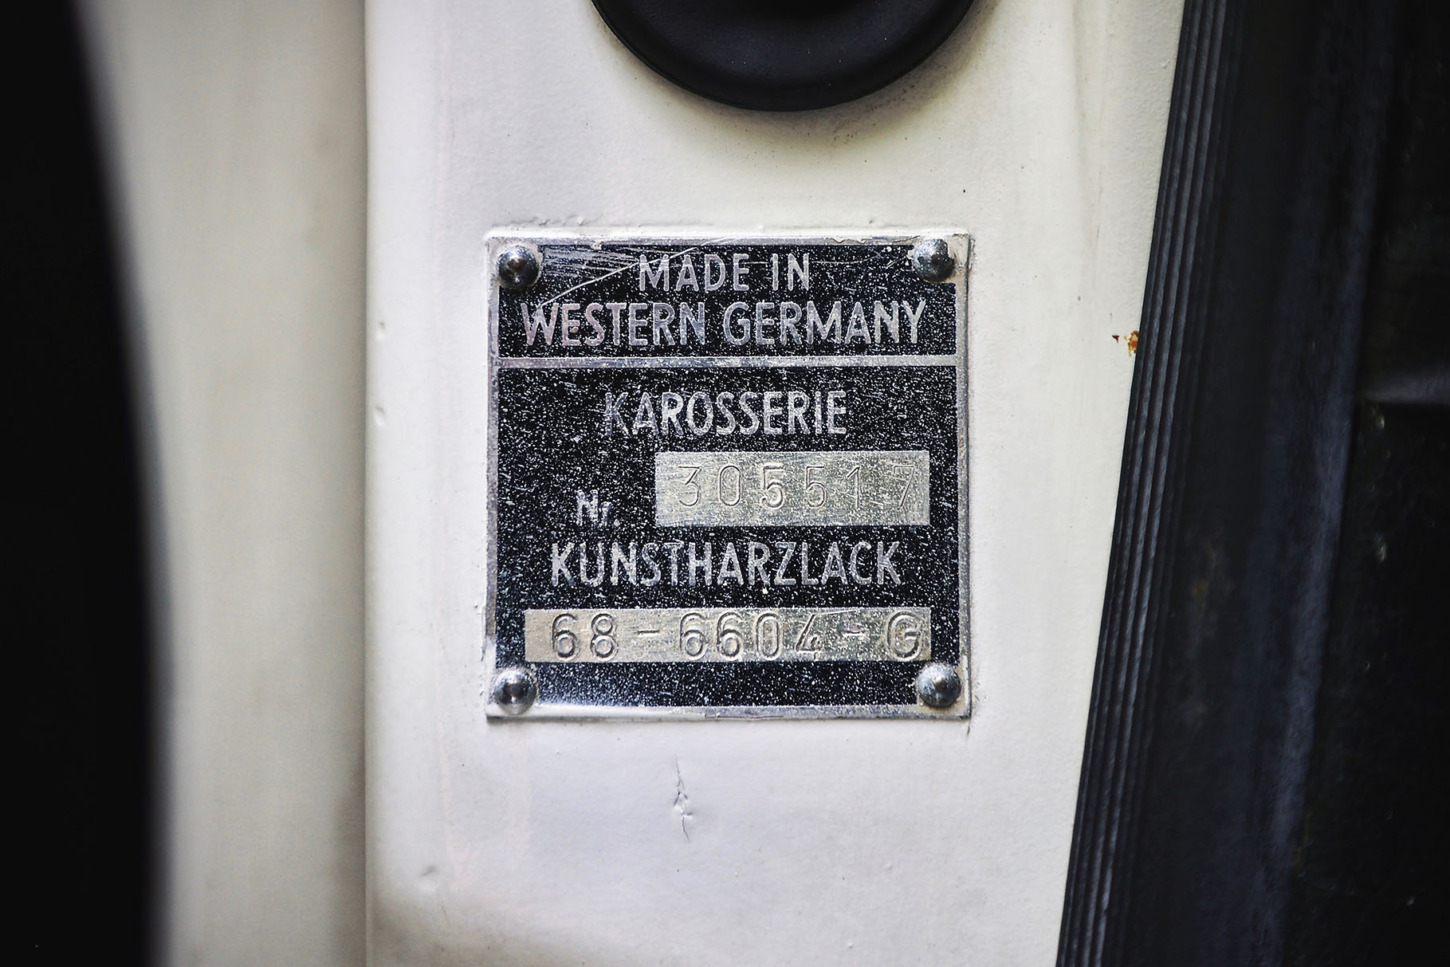 MADE IN
WESTERN GERMANY
KAROSSERIE
Nr. 305517
KUNSTHARZLACK
68-6604-G